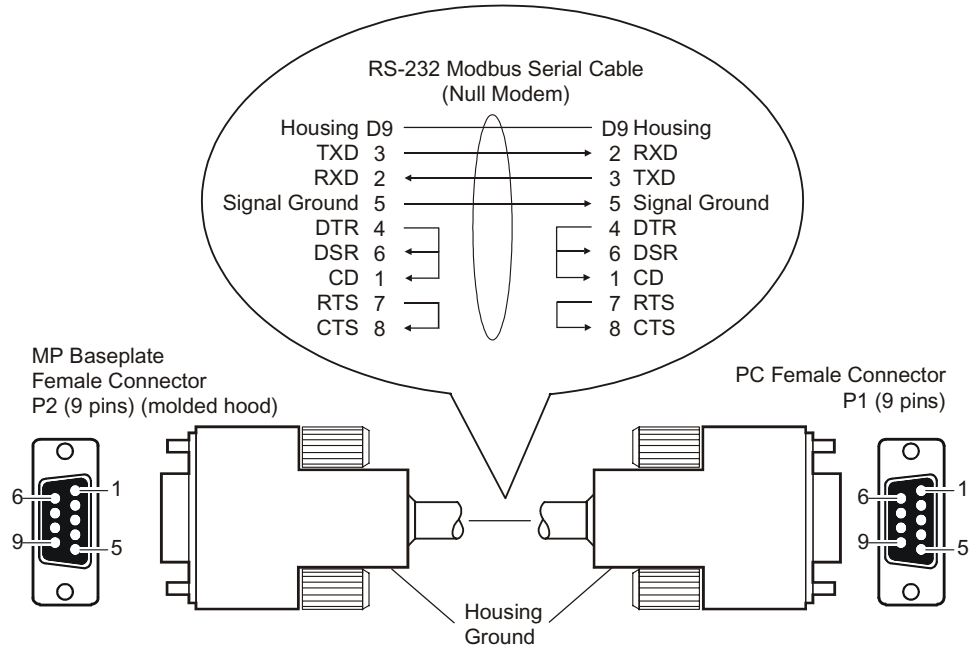 RS-232 Modbus Serial Cable
(Null Modem)
Housing D9 D9 Housing
TXD 3 2 RXD
RXD 2 3 TXD
Signal Ground 5 5 Signal Ground
DTR 4 4 DTR
DSR 6 6 DSR
CD 1 1 CD
RTS 7 7 RTS
CTS 8 8 CTS
MP Baseplate
Female Connector
P2 (9 pins) (molded hood)
PC Female Connector
P1 (9 pins)
6 1
9 5
6 1
9 5
Housing
Ground